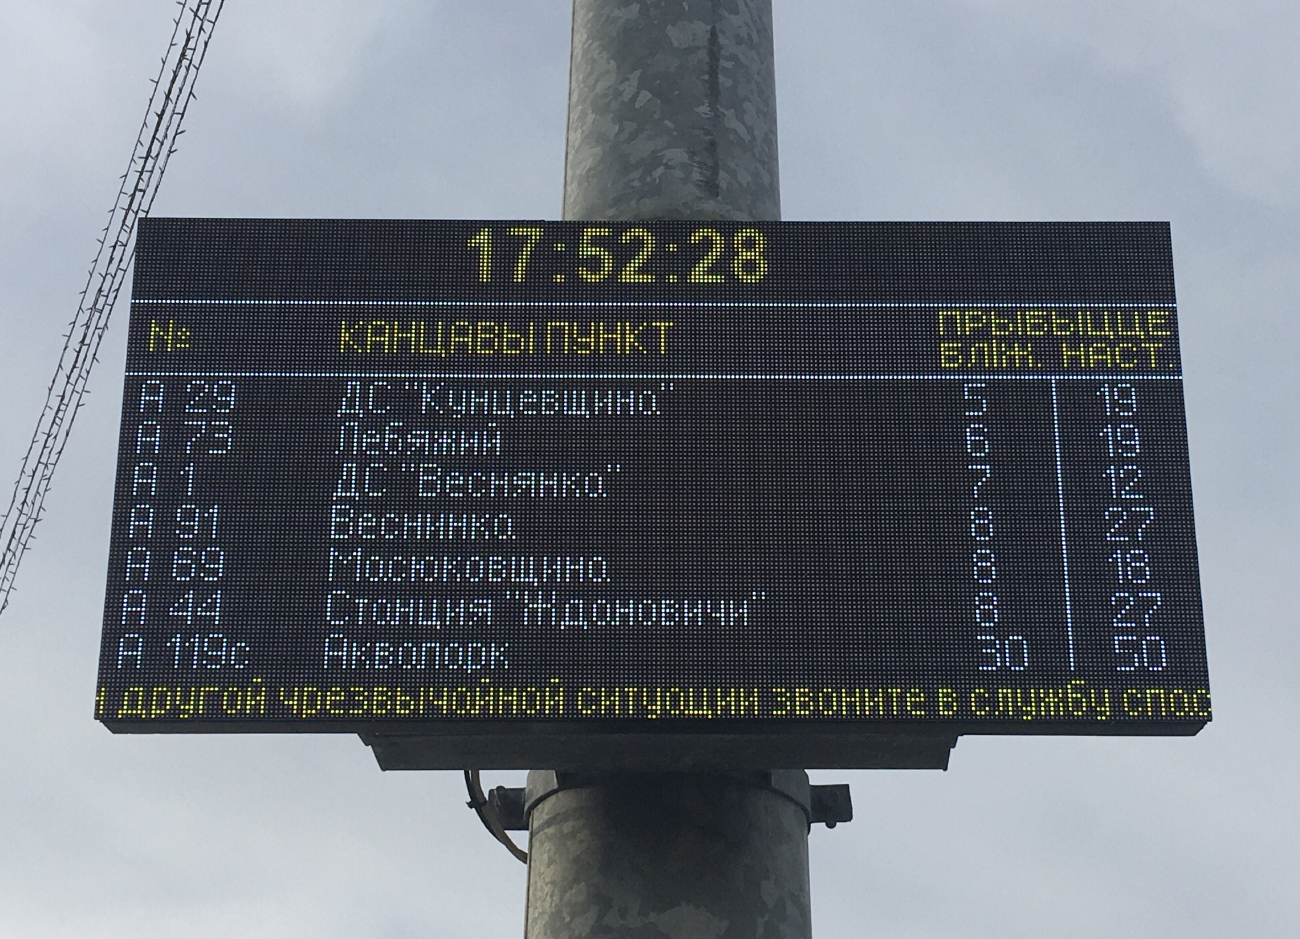 17:52:28
№ КАНЦАВЫ ПУНКТ ПРЫБЫЦЦЕ
БЛІЖ. НАСТ.
А 29 ДС "Кунцевщина" 5 19
А 73 Лебяжий 6 19
А 1 ДС "Веснянка" 7 12
А 91 Веснинка 8 27
А 69 Масюковщина 8 18
А 44 Станция "Ждановичи" 8 27
А 119с Аквапарк 30 50
другой чрезвычайной ситуации звоните в службу спас